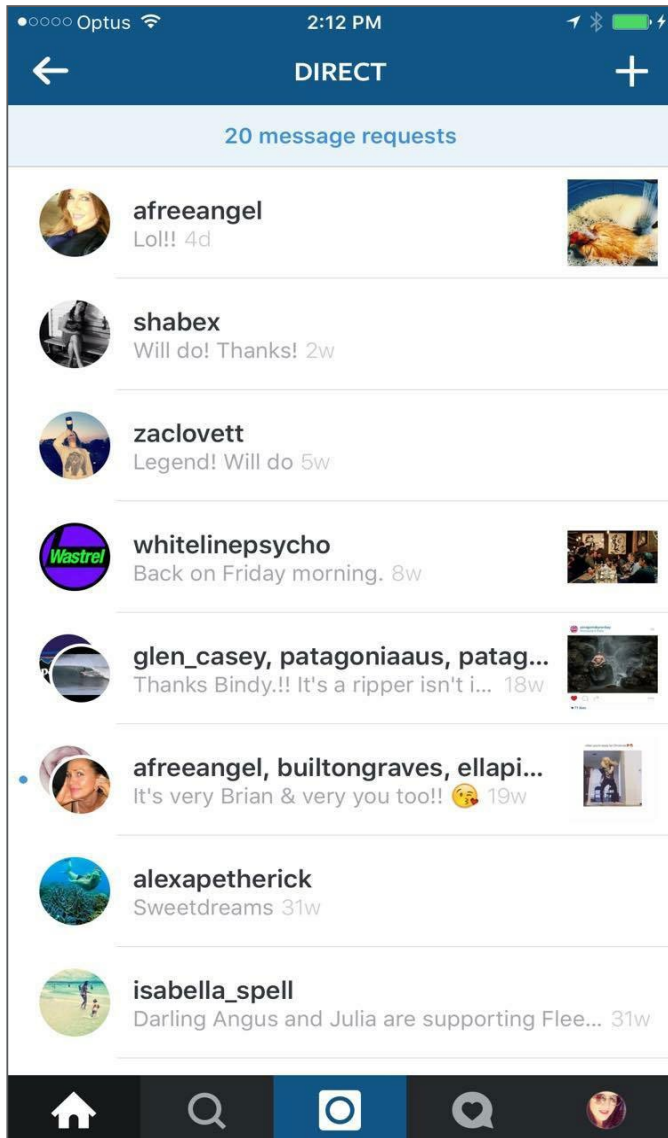 Optus 2:12 PM
DIRECT
20 message requests
afreeangel
Lol!! 4d
shabex
Will do! Thanks! 2w
zaclovett
Legend! Will do 5w
Wastrel
whitelinepsycho
Back on Friday morning. 8w
glen_casey, patagoniaaus, patag...
Thanks Bindy.!! It's a ripper isn't i... 18w
afreeangel, builtongraves, ellapi...
It's very Brian & very you too!! 😘 19w
alexapetherick
Sweetdreams 31w
isabella_spell
Darling Angus and Julia are supporting Flee... 31w